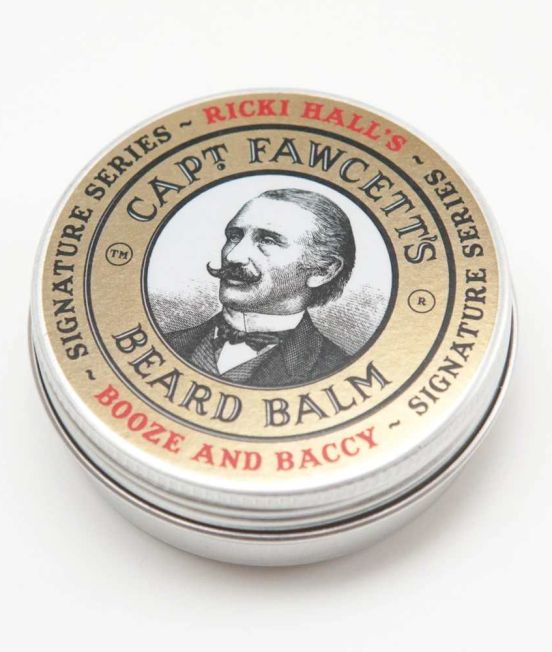 RICKI HALL'S ~ SIGNATURE SERIES ~ BOOZE AND BACCY ~ SIGNATURE SERIES ~
CAPT. FAWCETT'S
TM
R
BEARD BALM